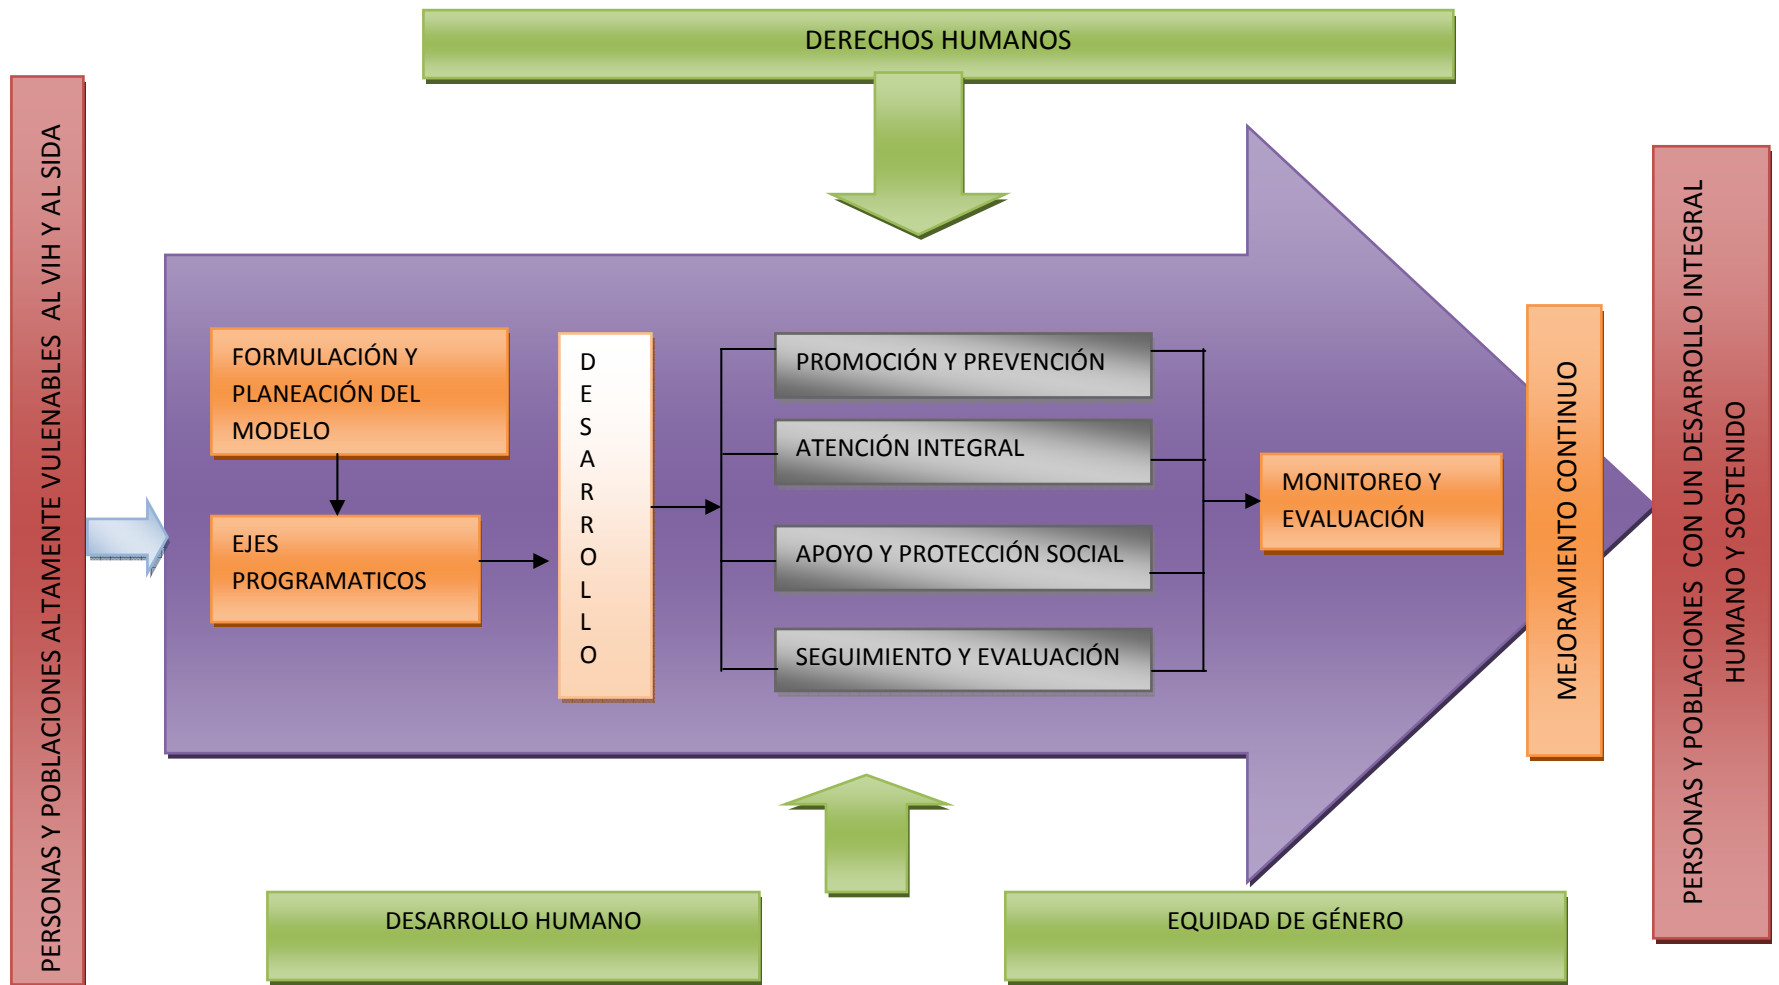 DERECHOS HUMANOS
PERSONAS Y POBLACIONES ALTAMENTE VULENABLES AL VIH Y AL SIDA
FORMULACIÓN Y
PLANEACIÓN DEL
MODELO
EJES
PROGRAMATICOS
D
E
S
A
R
R
O
L
L
O
PROMOCIÓN Y PREVENCIÓN
ATENCIÓN INTEGRAL
APOYO Y PROTECCIÓN SOCIAL
SEGUIMIENTO Y EVALUACIÓN
MONITOREO Y
EVALUACIÓN
MEJORAMIENTO CONTINUO
PERSONAS Y POBLACIONES CON UN DESARROLLO INTEGRAL
HUMANO Y SOSTENIDO
DESARROLLO HUMANO
EQUIDAD DE GÉNERO